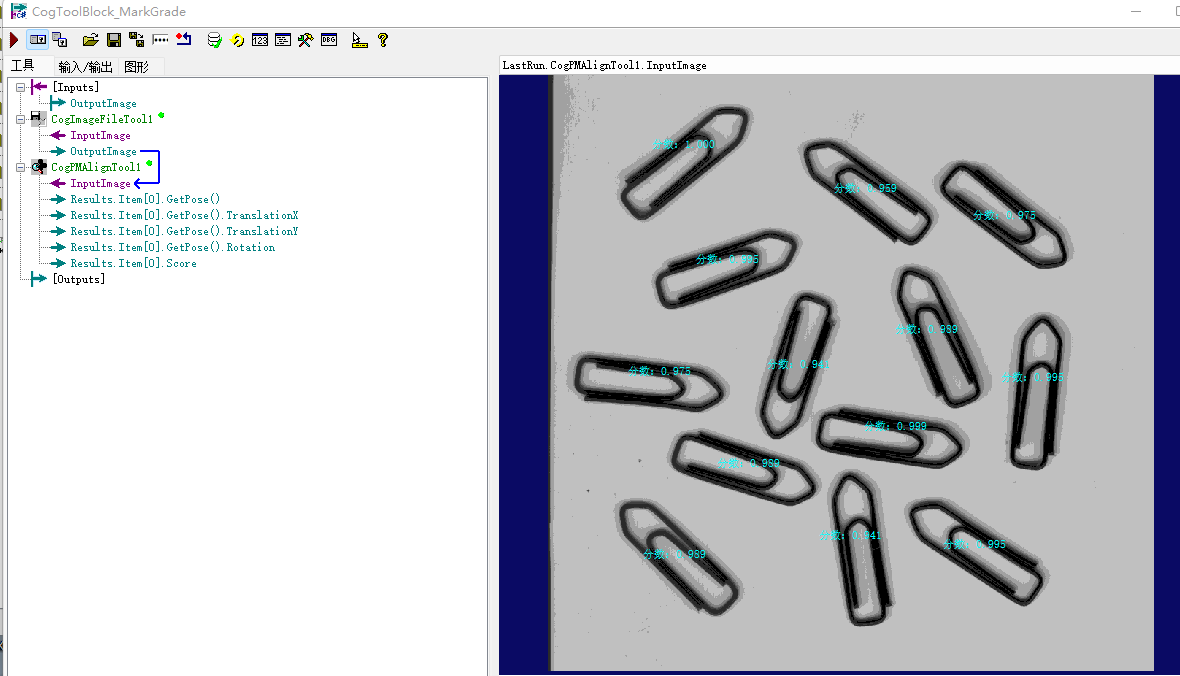 CogToolBlock_MarkGrade
工具
输入/输出
图形
[Inputs]
OutputImage
CogImageFileTool1
InputImage
OutputImage
CogPMAlignTool1
InputImage
Results.Item[0].GetPose()
Results.Item[0].GetPose().TranslationX
Results.Item[0].GetPose().TranslationY
Results.Item[0].GetPose().Rotation
Results.Item[0].Score
[Outputs]
LastRun.CogPMAlignTool1.InputImage
分数: 1.000
分数: 0.959
分数: 0.975
分数: 0.995
分数: 0.989
分数: 0.941
分数: 0.975
分数: 0.995
分数: 0.999
分数: 0.989
分数: 0.941
分数: 0.995
分数: 0.989